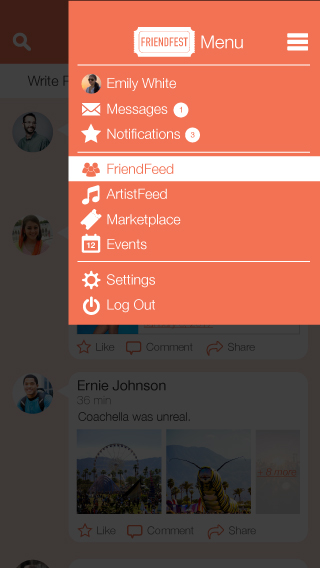 FRIENDFEST Menu
Write P
Emily White
Messages 1
Notifications 3
FriendFeed
ArtistFeed
Marketplace
12 Events
Settings
Log Out
Like Comment Share
Ernie Johnson
36 min
Coachella was unreal.
Like Comment Share